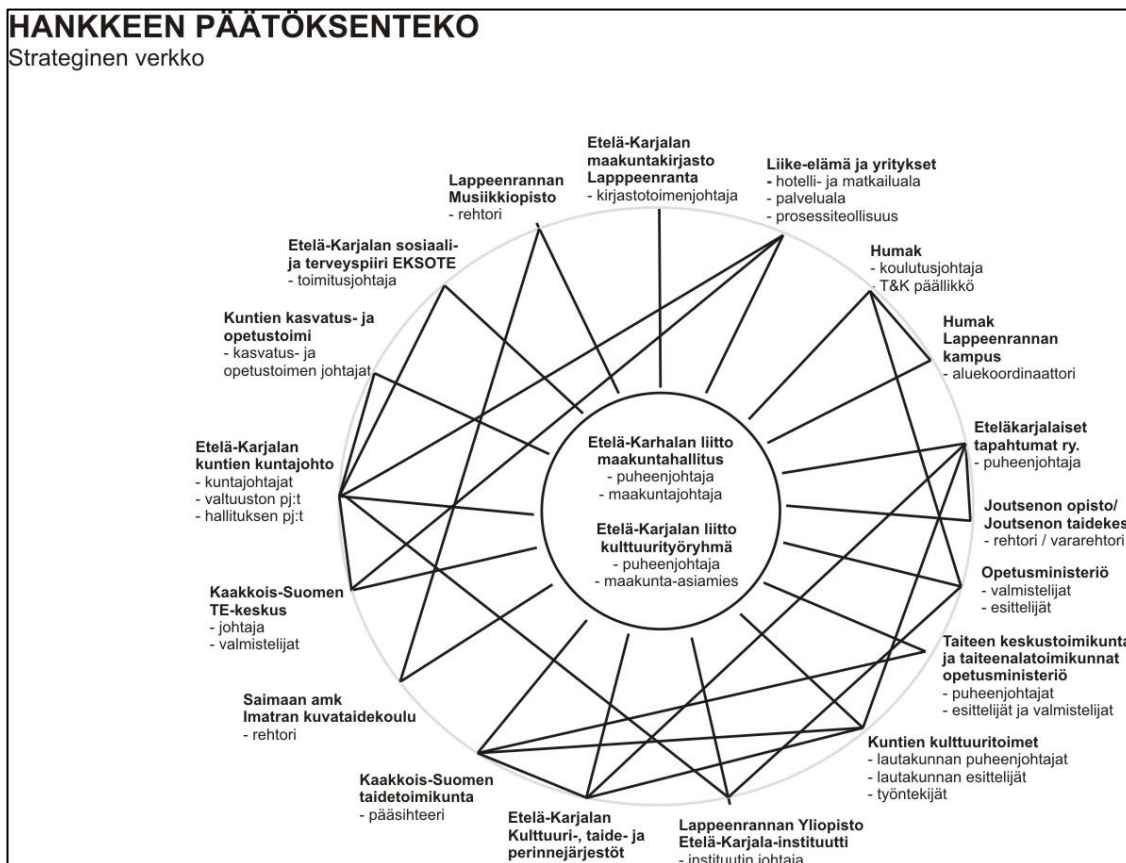 HANKKEEN PÄÄTÖKSENTEKO
Strateginen verkko
Etelä-Karjalan
maakuntakirjasto
Lapppeenranta
- kirjastotoimenjohtaja
Liike-elämä ja yritykset
- hotelli- ja matkailuala
- palveluala
- prosessiteollisuus
Lappeenrannan
Musiikkiopisto
- rehtori
Humak
- koulutusjohtaja
- T&K päällikkö
Etelä-Karjalan sosiaali-
ja terveyspiiri EKSOTE
- toimitusjohtaja
Humak
Lappeenrannan
kampus
- aluekoordinaattori
Kuntien kasvatus- ja
opetustoimi
- kasvatus- ja
opetustoimen johtajat
Eteläkarjalaiset
tapahtumat ry.
- puheenjohtaja
Etelä-Karjalan
kuntien kuntajohto
- kuntajohtajat
- valtuuston pj:t
- hallituksen pj:t
Etelä-Karhalan liitto
maakuntahallitus
- puheenjohtaja
- maakuntajohtaja
Etelä-Karjalan liitto
kulttuurityöryhmä
- puheenjohtaja
- maakunta-asiamies
Joutsenon opisto/
Joutsenon taidekes
- rehtori / vararehtori
Opetusministeriö
- valmistelijat
- esittelijät
Kaakkois-Suomen
TE-keskus
- johtaja
- valmistelijat
Taiteen keskustoimikunta
ja taiteenalatoimikunnat
opetusministeriö
- puheenjohtajat
- esittelijät ja valmistelijat
Saimaan amk
Imatran kuvataidekoulu
- rehtori
Kuntien kulttuuritoimet
- lautakunnan puheenjohtajat
- lautakunnan esittelijät
- työntekijät
Kaakkois-Suomen
taidetoimikunta
- pääsihteeri
Etelä-Karjalan
Kulttuuri-, taide- ja
perinnejärjestöt
Lappeenrannan Yliopisto
Etelä-Karjala-instituutti
- instituutin johtaja